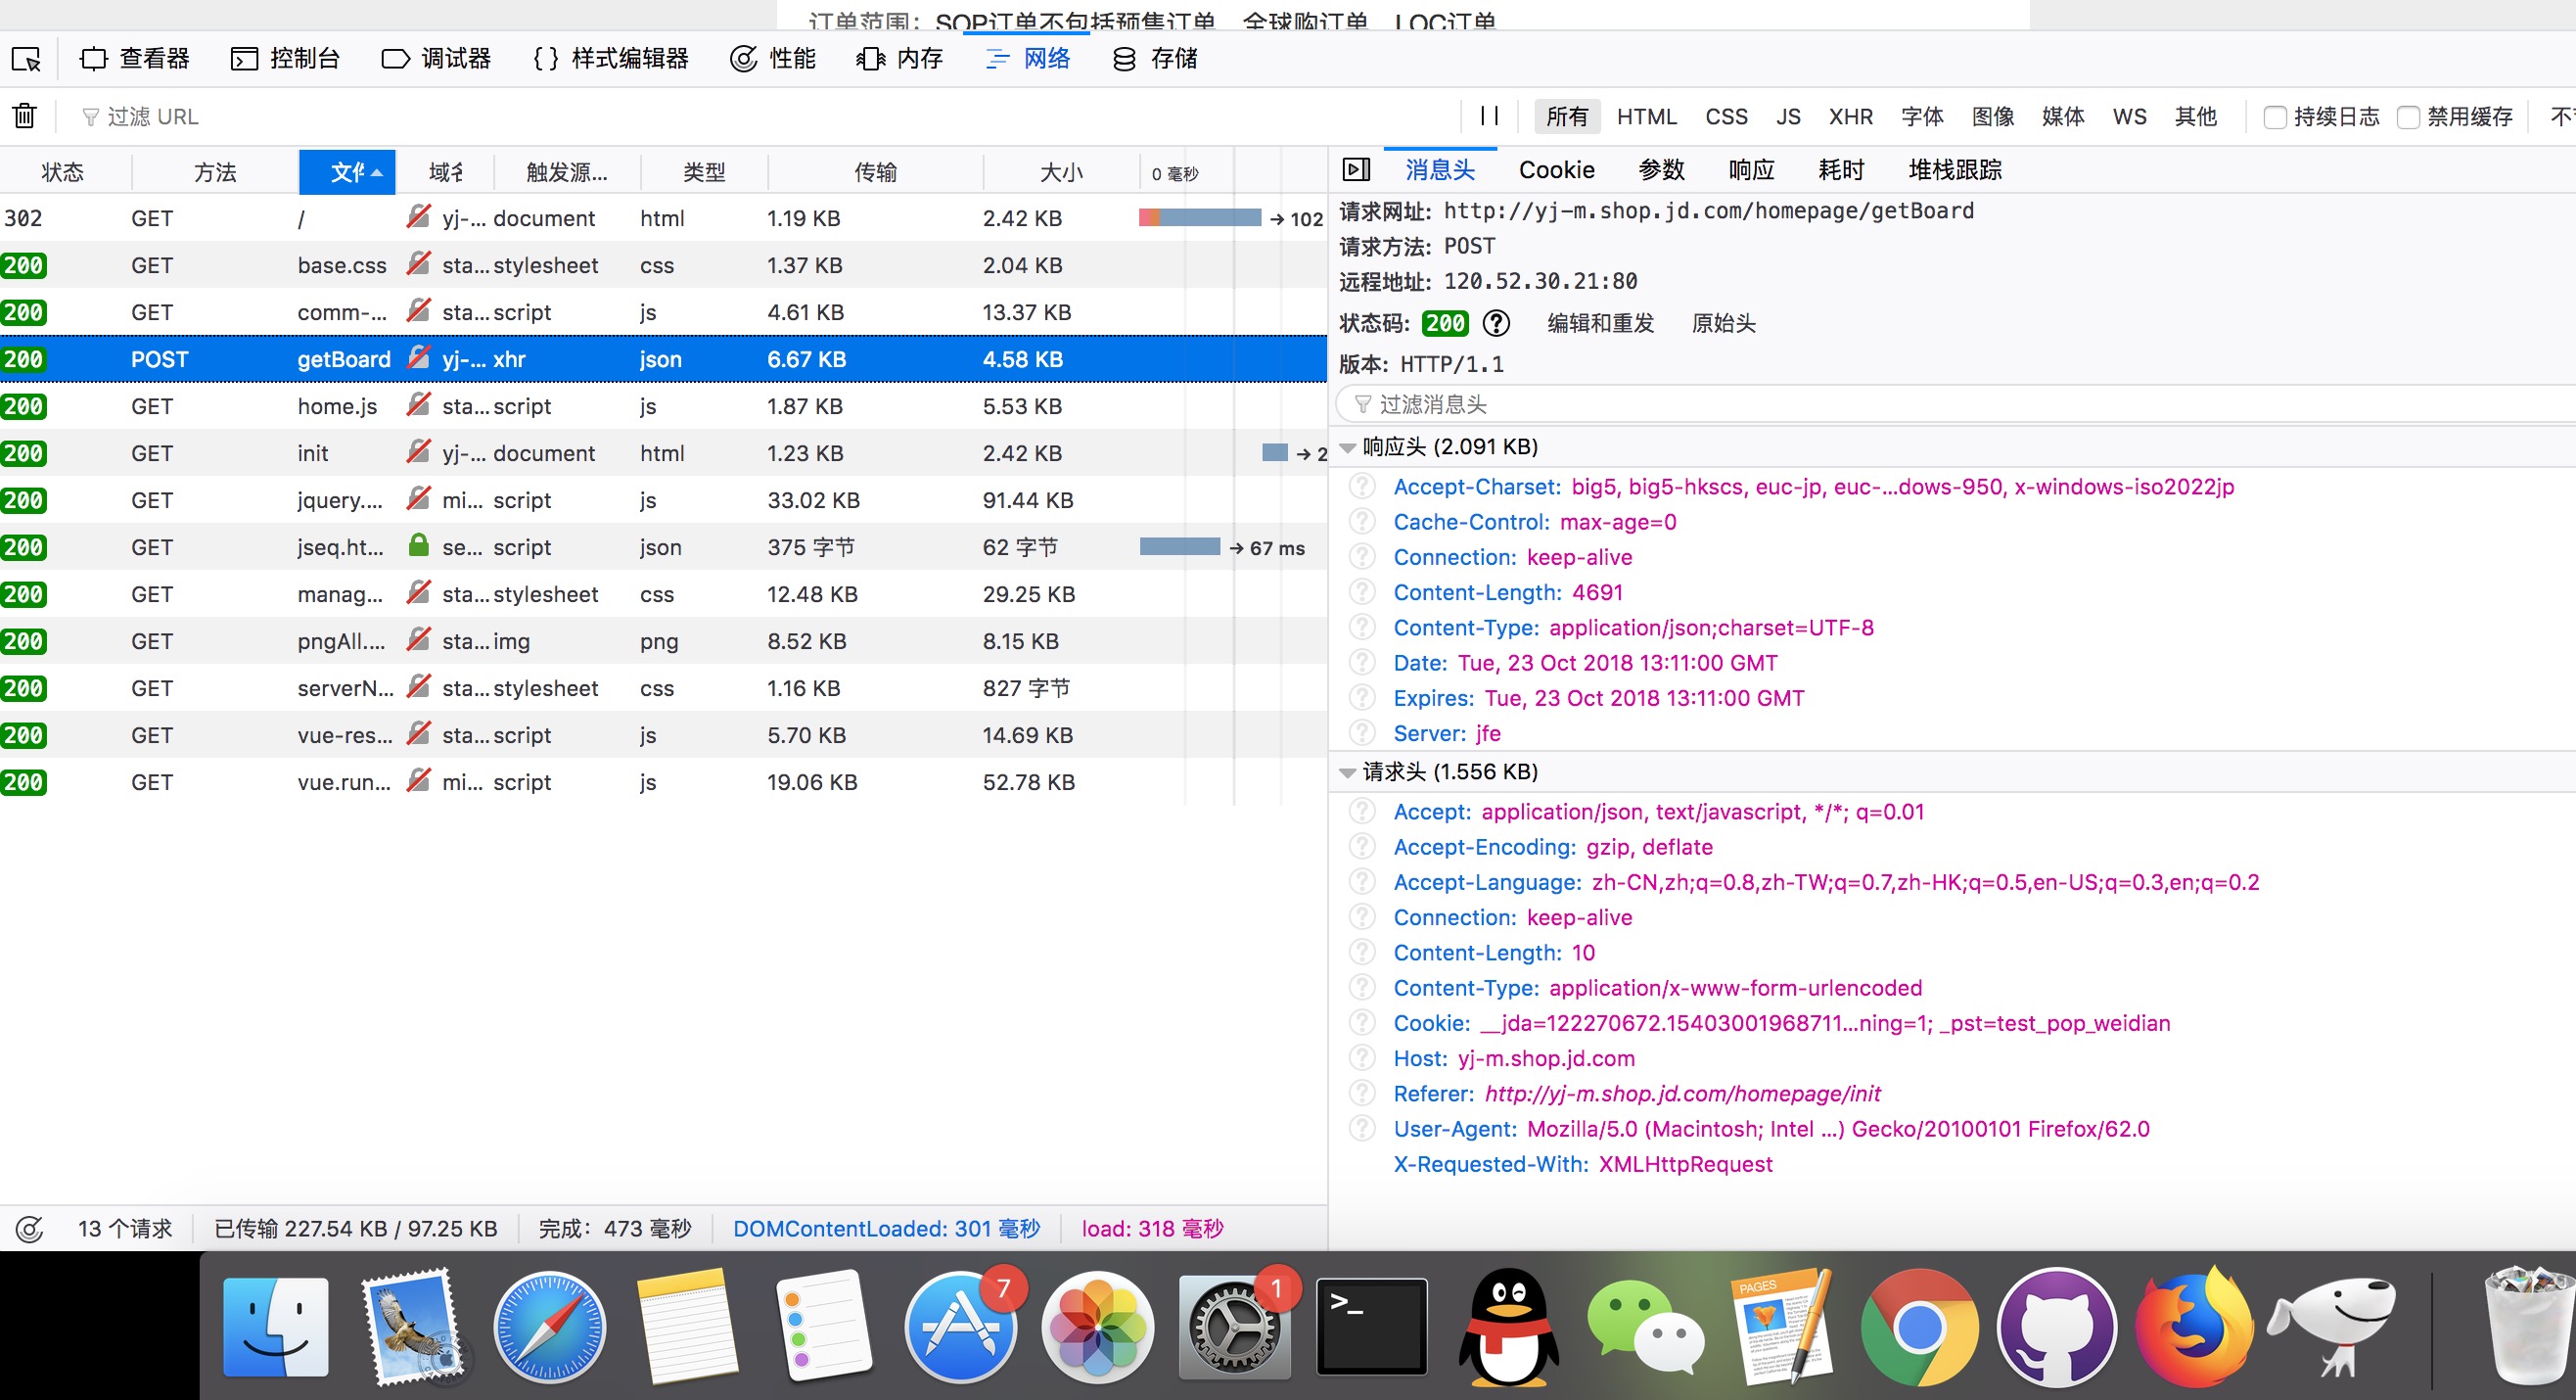 订单范围：SOP订单不包括预售订单、全球购订单、LOC订单
查看器 控制台 调试器 { } 样式编辑器 性能 内存 网络 存储
过滤 URL
所有 HTML CSS JS XHR 字体 图像 媒体 WS 其他 持续日志 禁用缓存
状态 方法 文件 域名 触发源... 类型 传输 大小 0 毫秒
302 GET / yj-... document html 1.19 KB 2.42 KB → 102
200 GET base.css sta... stylesheet css 1.37 KB 2.04 KB
200 GET comm-... sta... script js 4.61 KB 13.37 KB
200 POST getBoard yj-... xhr json 6.67 KB 4.58 KB
200 GET home.js sta... script js 1.87 KB 5.53 KB
200 GET init yj-... document html 1.23 KB 2.42 KB → 2
200 GET jquery.... mi... script js 33.02 KB 91.44 KB
200 GET jseq.ht... se... script json 375 字节 62 字节 → 67 ms
200 GET manag... sta... stylesheet css 12.48 KB 29.25 KB
200 GET pngAll.... sta... img png 8.52 KB 8.15 KB
200 GET serverN... sta... stylesheet css 1.16 KB 827 字节
200 GET vue-res... sta... script js 5.70 KB 14.69 KB
200 GET vue.run... mi... script js 19.06 KB 52.78 KB
13 个请求 已传输 227.54 KB / 97.25 KB 完成：473 毫秒 DOMContentLoaded: 301 毫秒 load: 318 毫秒
消息头 Cookie 参数 响应 耗时 堆栈跟踪
请求网址: http://yj-m.shop.jd.com/homepage/getBoard
请求方法: POST
远程地址: 120.52.30.21:80
状态码: 200 ? 编辑和重发 原始头
版本: HTTP/1.1
过滤消息头
响应头 (2.091 KB)
? Accept-Charset: big5, big5-hkscs, euc-jp, euc-...dows-950, x-windows-iso2022jp
? Cache-Control: max-age=0
? Connection: keep-alive
? Content-Length: 4691
? Content-Type: application/json;charset=UTF-8
? Date: Tue, 23 Oct 2018 13:11:00 GMT
? Expires: Tue, 23 Oct 2018 13:11:00 GMT
? Server: jfe
请求头 (1.556 KB)
? Accept: application/json, text/javascript, */*; q=0.01
? Accept-Encoding: gzip, deflate
? Accept-Language: zh-CN,zh;q=0.8,zh-TW;q=0.7,zh-HK;q=0.5,en-US;q=0.3,en;q=0.2
? Connection: keep-alive
? Content-Length: 10
? Content-Type: application/x-www-form-urlencoded
? Cookie: __jda=122270672.15403001968711...ning=1; _pst=test_pop_weidian
? Host: yj-m.shop.jd.com
? Referer: http://yj-m.shop.jd.com/homepage/init
? User-Agent: Mozilla/5.0 (Macintosh; Intel ...) Gecko/20100101 Firefox/62.0
X-Requested-With: XMLHttpRequest
7 1 >_ PAGES